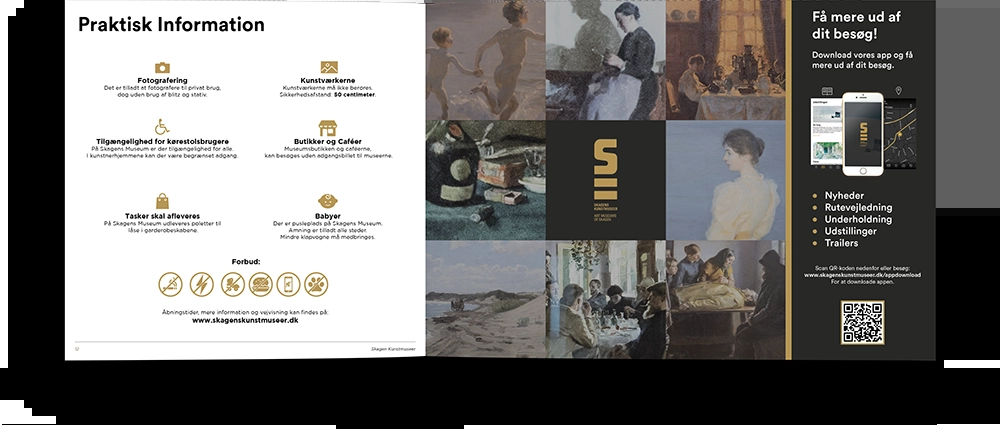 Praktisk Information
Fotografering
Det er tilladt at fotografere til privat brug,
dog uden brug af blitz og stativ.
Kunstværkerne
Kunstværkerne må ikke berøres.
Sikkerhedsafstand: 50 centimeter.
Tilgængelighed for kørestolsbrugere
På Skagens Museum er der tilgængelighed for alle.
I kunstnerhjemmene kan der være begrænset adgang.
Butikker og Caféer
Museumsbutikken og caféerne,
kan besøges uden adgangsbillet til museerne.
Tasker skal afleveres
På Skagens Museum udleveres poletter til
låse i garderobeskabene.
Babyer
Der er pusleplads på Skagens Museum.
Amning er tilladt alle steder.
Mindre klapvogne må medbringes.
Forbud:
Åbningstider, mere information og vejvisning kan findes på:
www.skagenskunstmuseer.dk
12
Skagen Kunstmuseer
SKAGENS
KUNSTMUSEER
ART MUSEUMS
OF SKAGEN
Få mere ud af
dit besøg!
Download vores app og få
mere ud af dit besøg.
Nyheder
Rutevejledning
Underholdning
Udstillinger
Trailers
Scan QR-koden nedenfor eller besøg:
www.skagenskunstmuseer.dk/appdownload
For at downloade appen.